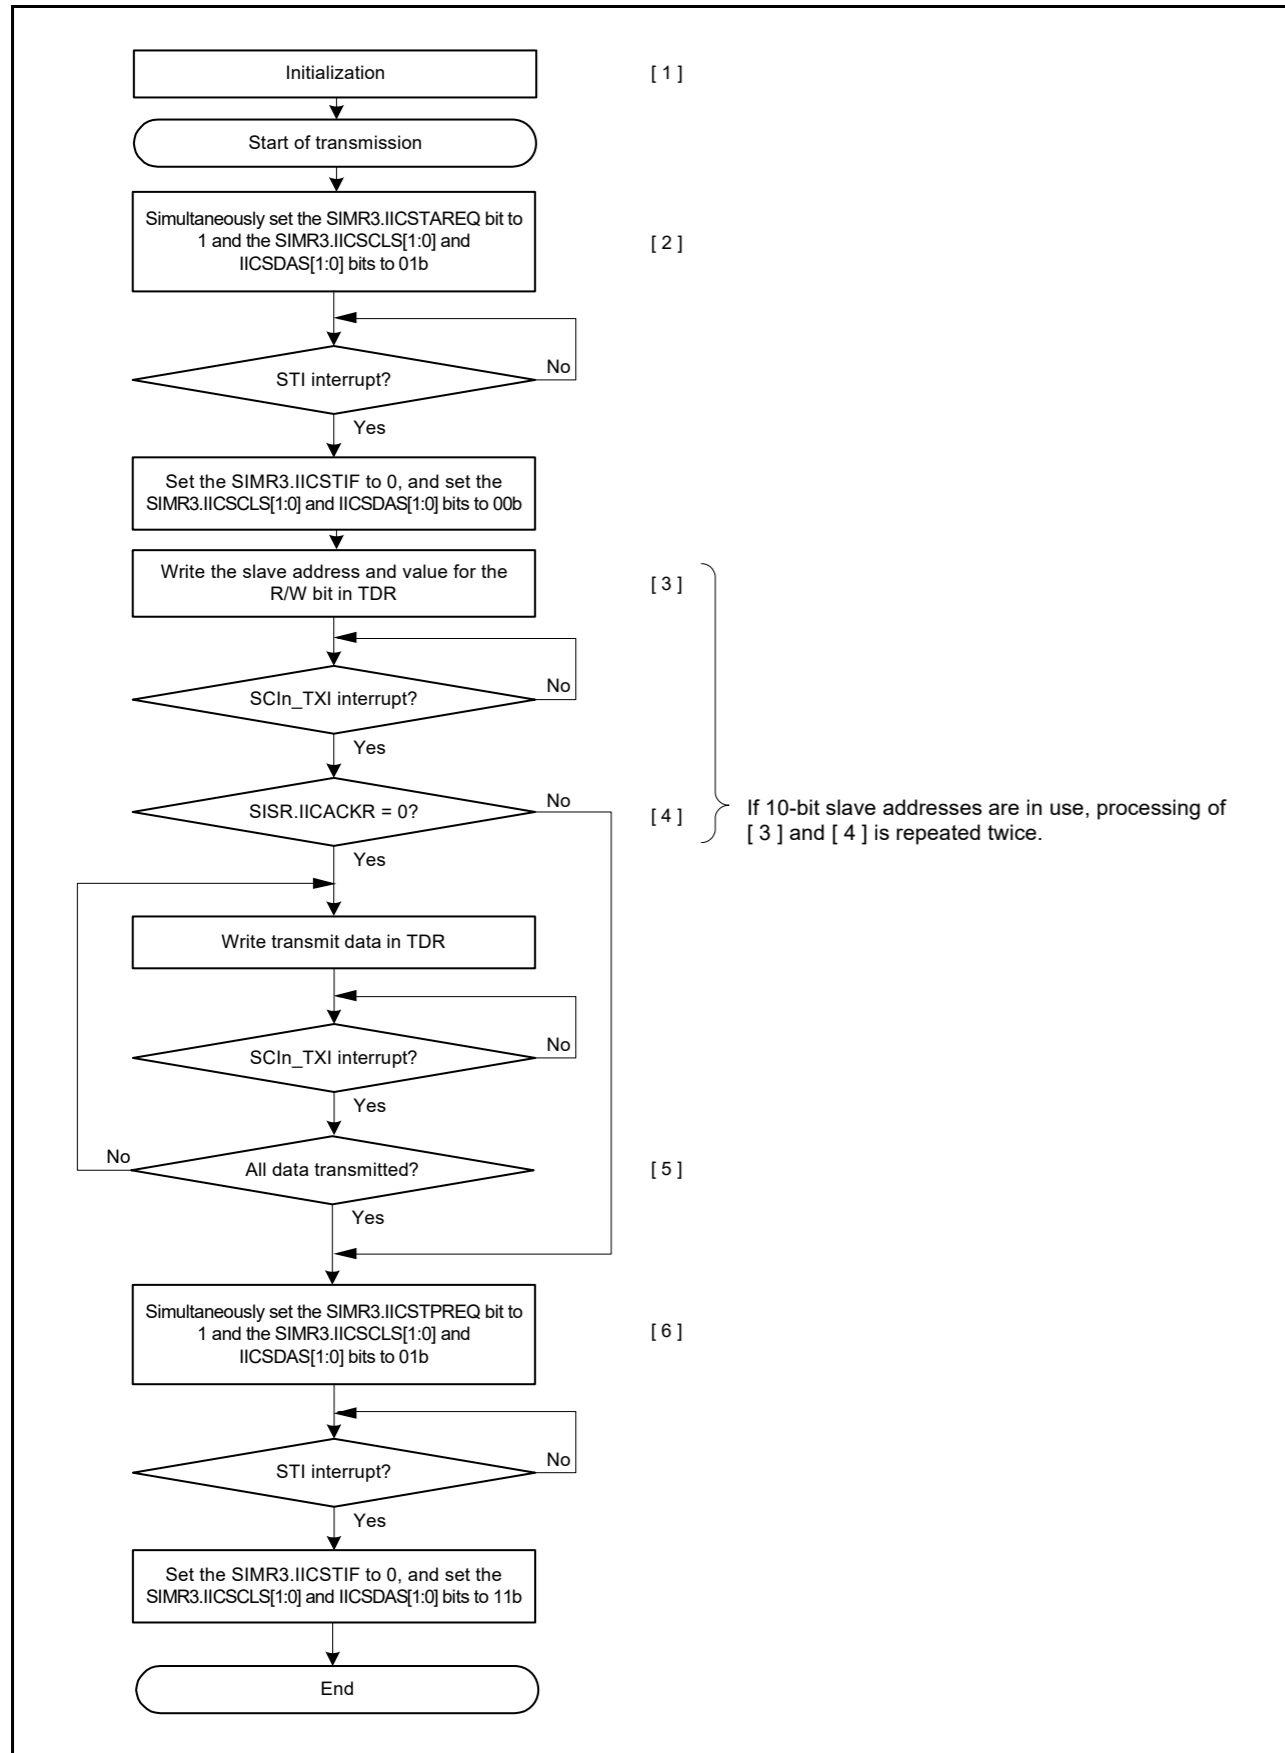 Initialization
[ 1 ]
Start of transmission
Simultaneously set the SIMR3.IICSTAREQ bit to
1 and the SIMR3.IICSCLS[1:0] and
IICSDAS[1:0] bits to 01b
[ 2 ]
No
STI interrupt?
Yes
Set the SIMR3.IICSTIF to 0, and set the
SIMR3.IICSCLS[1:0] and IICSDAS[1:0] bits to 00b
Write the slave address and value for the
R/W bit in TDR
[ 3 ]
No
SCIn_TXI interrupt?
Yes
SISR.IICACKR = 0?
No
[ 4 ]
If 10-bit slave addresses are in use, processing of
[ 3 ] and [ 4 ] is repeated twice.
Yes
Write transmit data in TDR
No
SCIn_TXI interrupt?
Yes
No
All data transmitted?
[ 5 ]
Yes
Simultaneously set the SIMR3.IICSTPREQ bit to
1 and the SIMR3.IICSCLS[1:0] and
IICSDAS[1:0] bits to 01b
[ 6 ]
No
STI interrupt?
Yes
Set the SIMR3.IICSTIF to 0, and set the
SIMR3.IICSCLS[1:0] and IICSDAS[1:0] bits to 11b
End